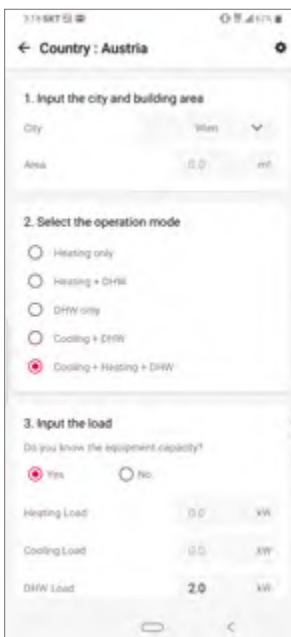 ← Country : Austria
1. Input the city and building area
City Wien
Area 0.0 m²
2. Select the operation mode
Heating only
Heating + DHW
DHW only
Cooling + DHW
Cooling + Heating + DHW
3. Input the load
Do you know the equipment capacity?
Yes No
Heating Load 0.0 kW
Cooling Load 0.0 kW
DHW Load 2.0 kW